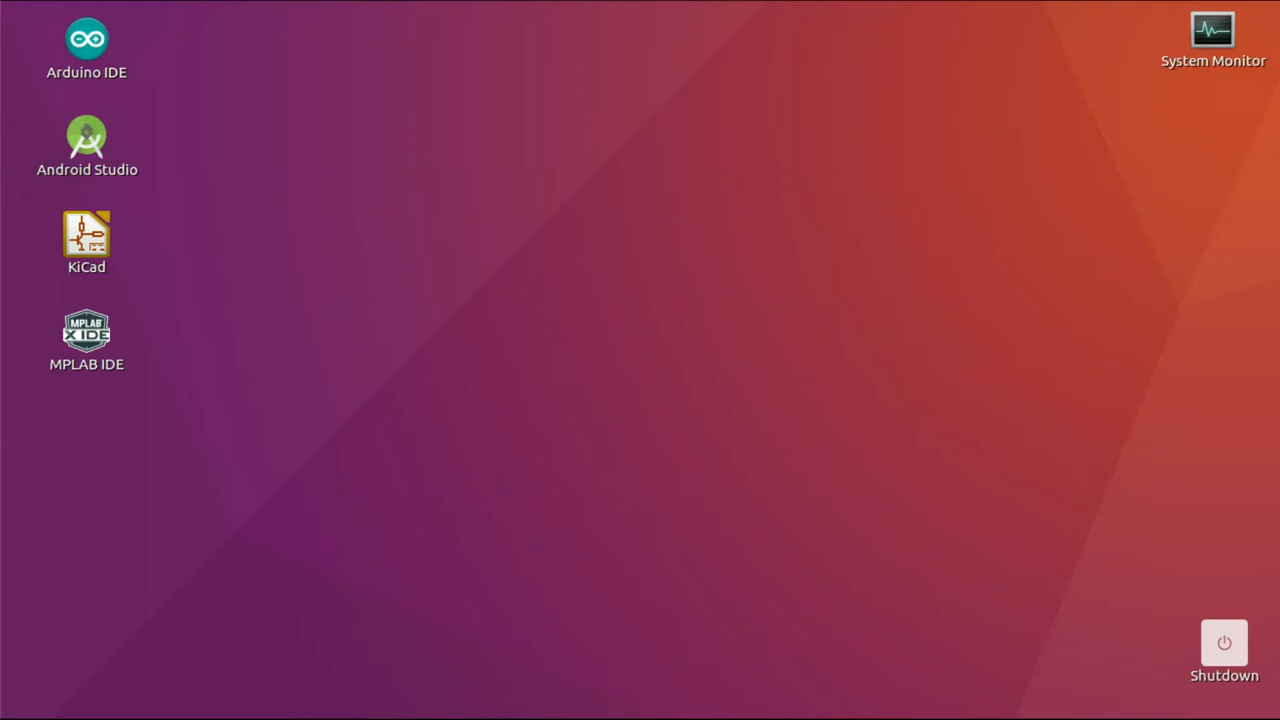 Arduino IDE
System Monitor
Android Studio
KiCad
MPLAB
X IDE
MPLAB IDE
Shutdown